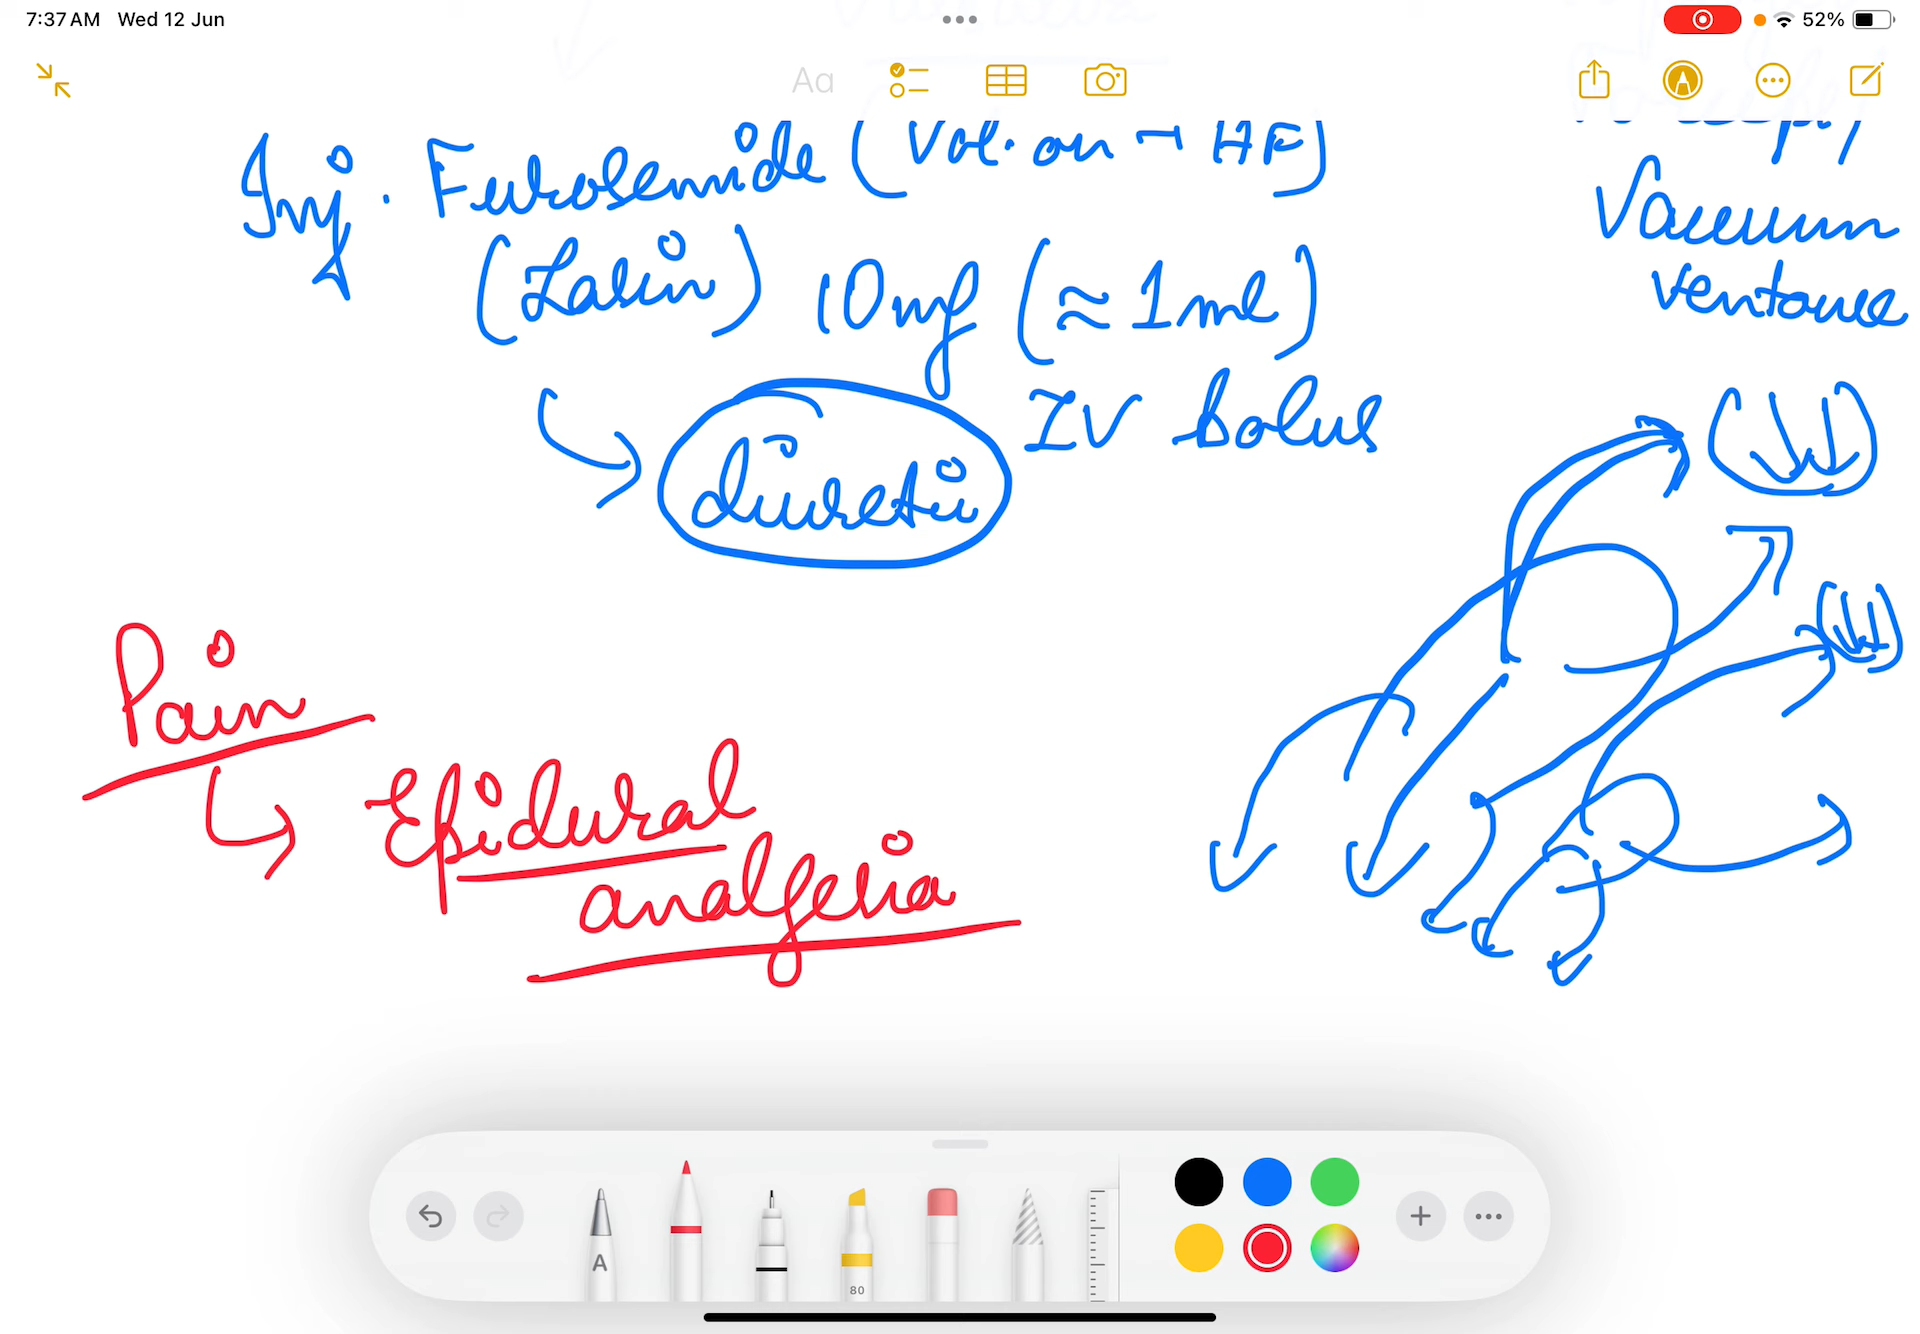 7:37 AM Wed 12 Jun
52%
Aa
Inj. Furosemide (Vol. on → HF)
(Lasix) 10mg (≈ 1ml)
IV bolus
diuretic
Vacuum
ventouse
Pain
Epidural
analgesia
A
80